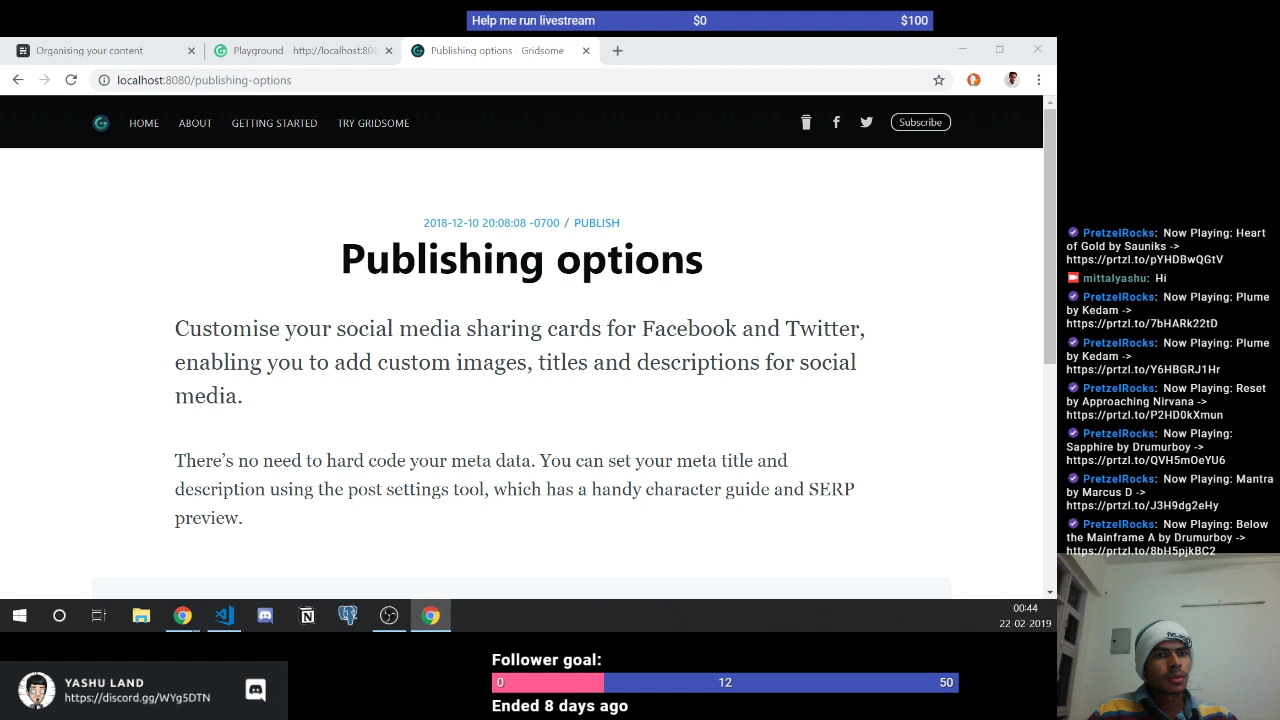 Help me run livestream $0 $100
Organising your content
Playground - http://localhost:808
Publishing options - Gridsome
localhost:8080/publishing-options
HOME ABOUT GETTING STARTED TRY GRIDSOME
Subscribe
2018-12-10 20:08:08 -0700 / PUBLISH
Publishing options
Customise your social media sharing cards for Facebook and Twitter,
enabling you to add custom images, titles and descriptions for social
media.
There's no need to hard code your meta data. You can set your meta title and
description using the post settings tool, which has a handy character guide and SERP
preview.
PretzelRocks: Now Playing: Heart
of Gold by Sauniks ->
https://prtzl.to/pYHDBwQGtV
mittalyashu: Hi
PretzelRocks: Now Playing: Plume
by Kedam ->
https://prtzl.to/7bHARk22tD
PretzelRocks: Now Playing: Plume
by Kedam ->
https://prtzl.to/Y6HBGRJ1Hr
PretzelRocks: Now Playing: Reset
by Approaching Nirvana ->
https://prtzl.to/P2HD0kXmun
PretzelRocks: Now Playing:
Sapphire by Drumurboy ->
https://prtzl.to/QVH5mOeYU6
PretzelRocks: Now Playing: Mantra
by Marcus D ->
https://prtzl.to/J3H9dg2eHy
PretzelRocks: Now Playing: Below
the Mainframe A by Drumurboy ->
https://prtzl.to/8bH5pjkBC2
00:44
22-02-2019
YASHU LAND
https://discord.gg/WYg5DTN
Follower goal:
0 12 50
Ended 8 days ago